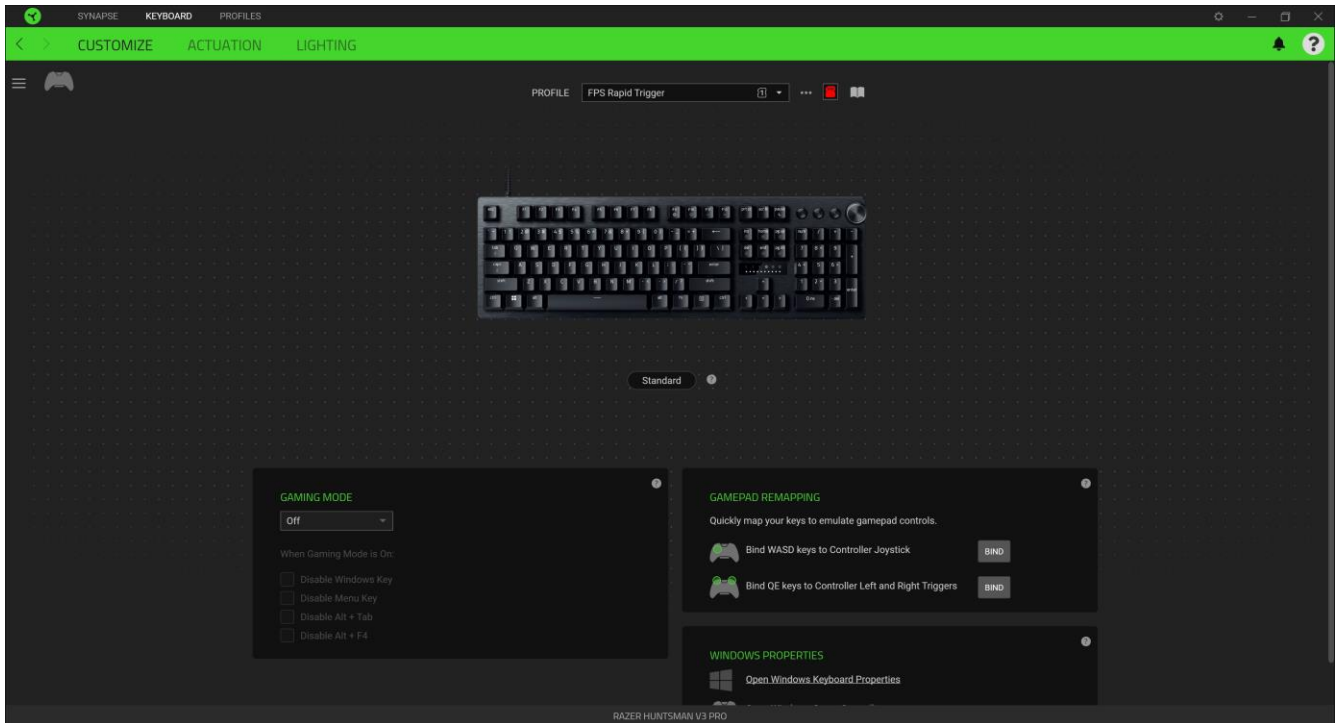 SYNAPSE KEYBOARD PROFILES
CUSTOMIZE ACTUATION LIGHTING
?
PROFILE FPS Rapid Trigger 1
Standard ?
?
GAMING MODE
Off
When Gaming Mode is On:
Disable Windows Key
Disable Menu Key
Disable Alt + Tab
Disable Alt + F4
?
GAMEPAD REMAPPING
Quickly map your keys to emulate gamepad controls.
Bind WASD keys to Controller Joystick BIND
Bind QE keys to Controller Left and Right Triggers BIND
?
WINDOWS PROPERTIES
Open Windows Keyboard Properties
RAZER HUNTSMAN V3 PRO